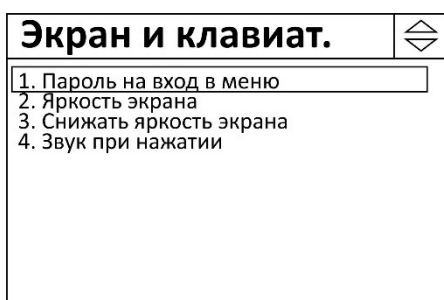 Экран и клавиат.
1. Пароль на вход в меню
2. Яркость экрана
3. Снижать яркость экрана
4. Звук при нажатии